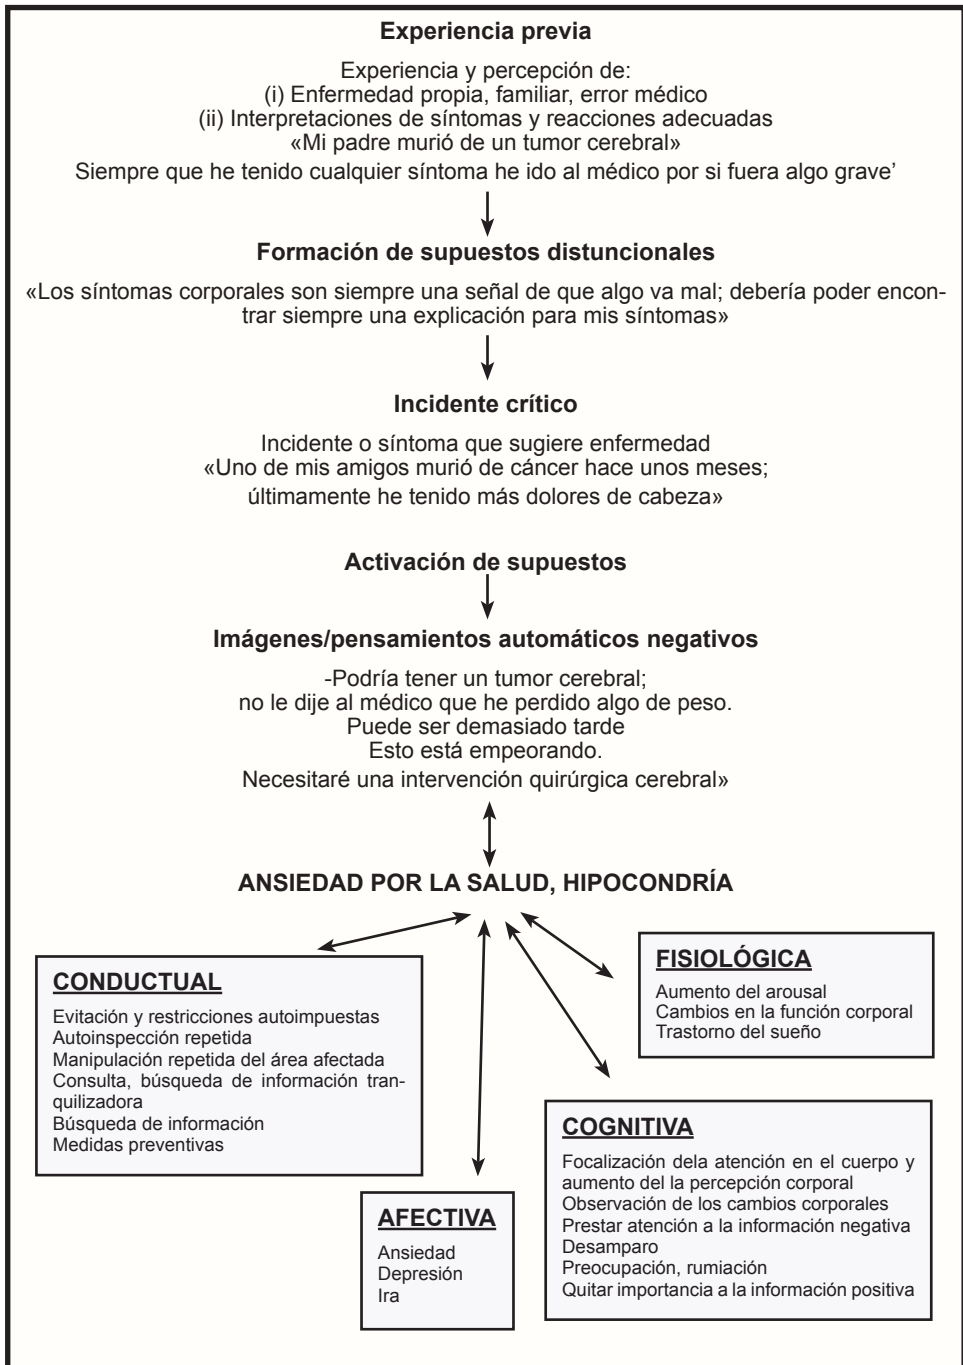 Experiencia previa
Experiencia y percepción de:
(i) Enfermedad propia, familiar, error médico
(ii) Interpretaciones de síntomas y reacciones adecuadas
«Mi padre murió de un tumor cerebral»
Siempre que he tenido cualquier síntoma he ido al médico por si fuera algo grave’
Formación de supuestos distuncionales
«Los síntomas corporales son siempre una señal de que algo va mal; debería poder encon-
trar siempre una explicación para mis síntomas»
Incidente crítico
Incidente o síntoma que sugiere enfermedad
«Uno de mis amigos murió de cáncer hace unos meses;
últimamente he tenido más dolores de cabeza»
Activación de supuestos
Imágenes/pensamientos automáticos negativos
-Podría tener un tumor cerebral;
no le dije al médico que he perdido algo de peso.
Puede ser demasiado tarde
Esto está empeorando.
Necesitaré una intervención quirúrgica cerebral»
ANSIEDAD POR LA SALUD, HIPOCONDRÍA
CONDUCTUAL
Evitación y restricciones autoimpuestas
Autoinspección repetida
Manipulación repetida del área afectada
Consulta, búsqueda de información tran-
quilizadora
Búsqueda de información
Medidas preventivas
AFECTIVA
Ansiedad
Depresión
Ira
FISIOLÓGICA
Aumento del arousal
Cambios en la función corporal
Trastorno del sueño
COGNITIVA
Focalización dela atención en el cuerpo y
aumento del la percepción corporal
Observación de los cambios corporales
Prestar atención a la información negativa
Desamparo
Preocupación, rumiación
Quitar importancia a la información positiva